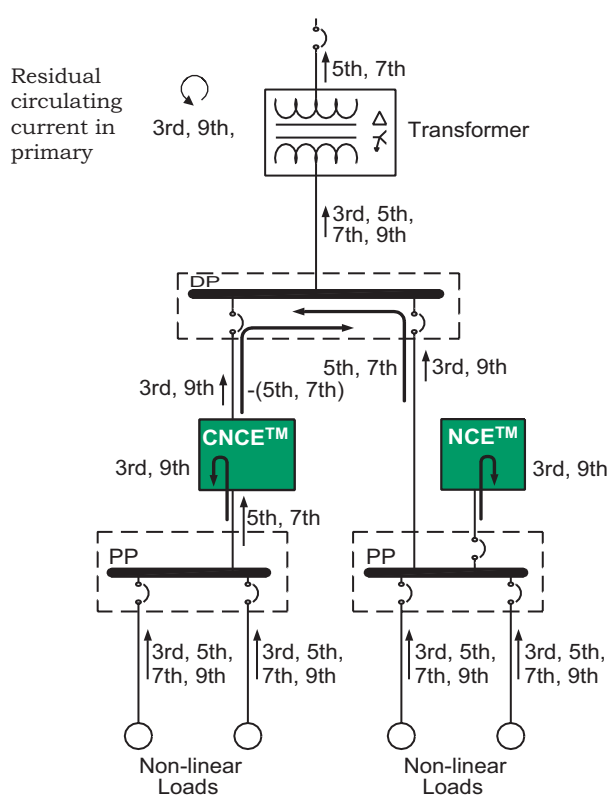 5th, 7th
Residual
circulating
current in
primary
3rd, 9th,
Δ
Transformer
3rd, 5th,
7th, 9th
DP
5th, 7th
3rd, 9th
3rd, 9th
-(5th, 7th)
CNCE™
NCE™
3rd, 9th
3rd, 9th
5th, 7th
PP
PP
3rd, 5th,
7th, 9th
3rd, 5th,
7th, 9th
3rd, 5th,
7th, 9th
3rd, 5th,
7th, 9th
Non-linear
Loads
Non-linear
Loads